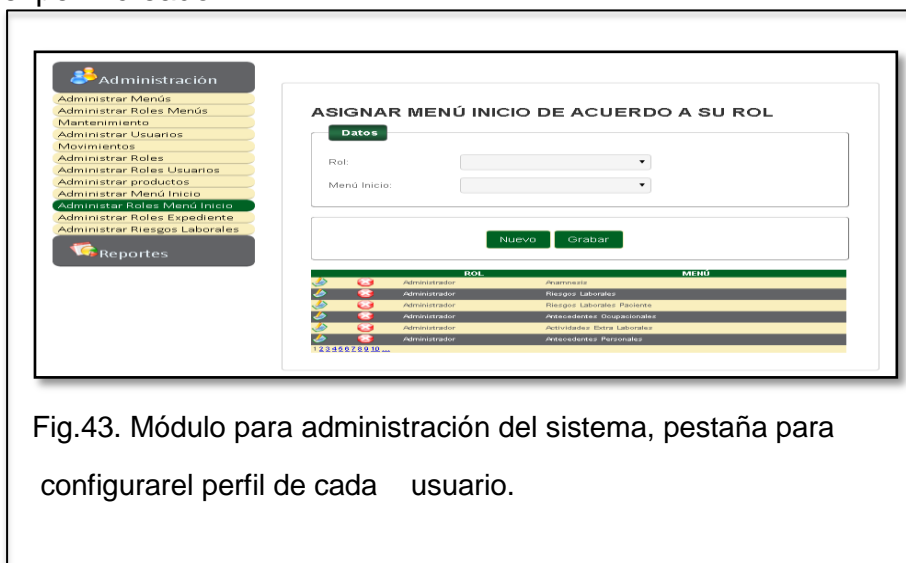 Administración
Administrar Menús
Administrar Roles Menús
Mantenimiento
Administrar Usuarios
Movimientos
Administrar Roles
Administrar Roles Usuarios
Administrar productos
Administrar Menú Inicio
Administar Roles Menú Inicio
Administrar Roles Expediente
Administrar Riesgos Laborales
Reportes
ASIGNAR MENÚ INICIO DE ACUERDO A SU ROL
Datos
Rol:
Menú Inicio:
Nuevo Grabar
ROL MENÚ
Administrador Anamnesis
Administrador Riesgos Laborales
Administrador Riesgos Laborales Paciente
Administrador Antecedentes Ocupacionales
Administrador Actividades Extra Laborales
Administrador Antecedentes Personales
1 2 3 4 5 6 7 8 9 10 ...
Fig.43. Módulo para administración del sistema, pestaña para
configurarel perfil de cada usuario.